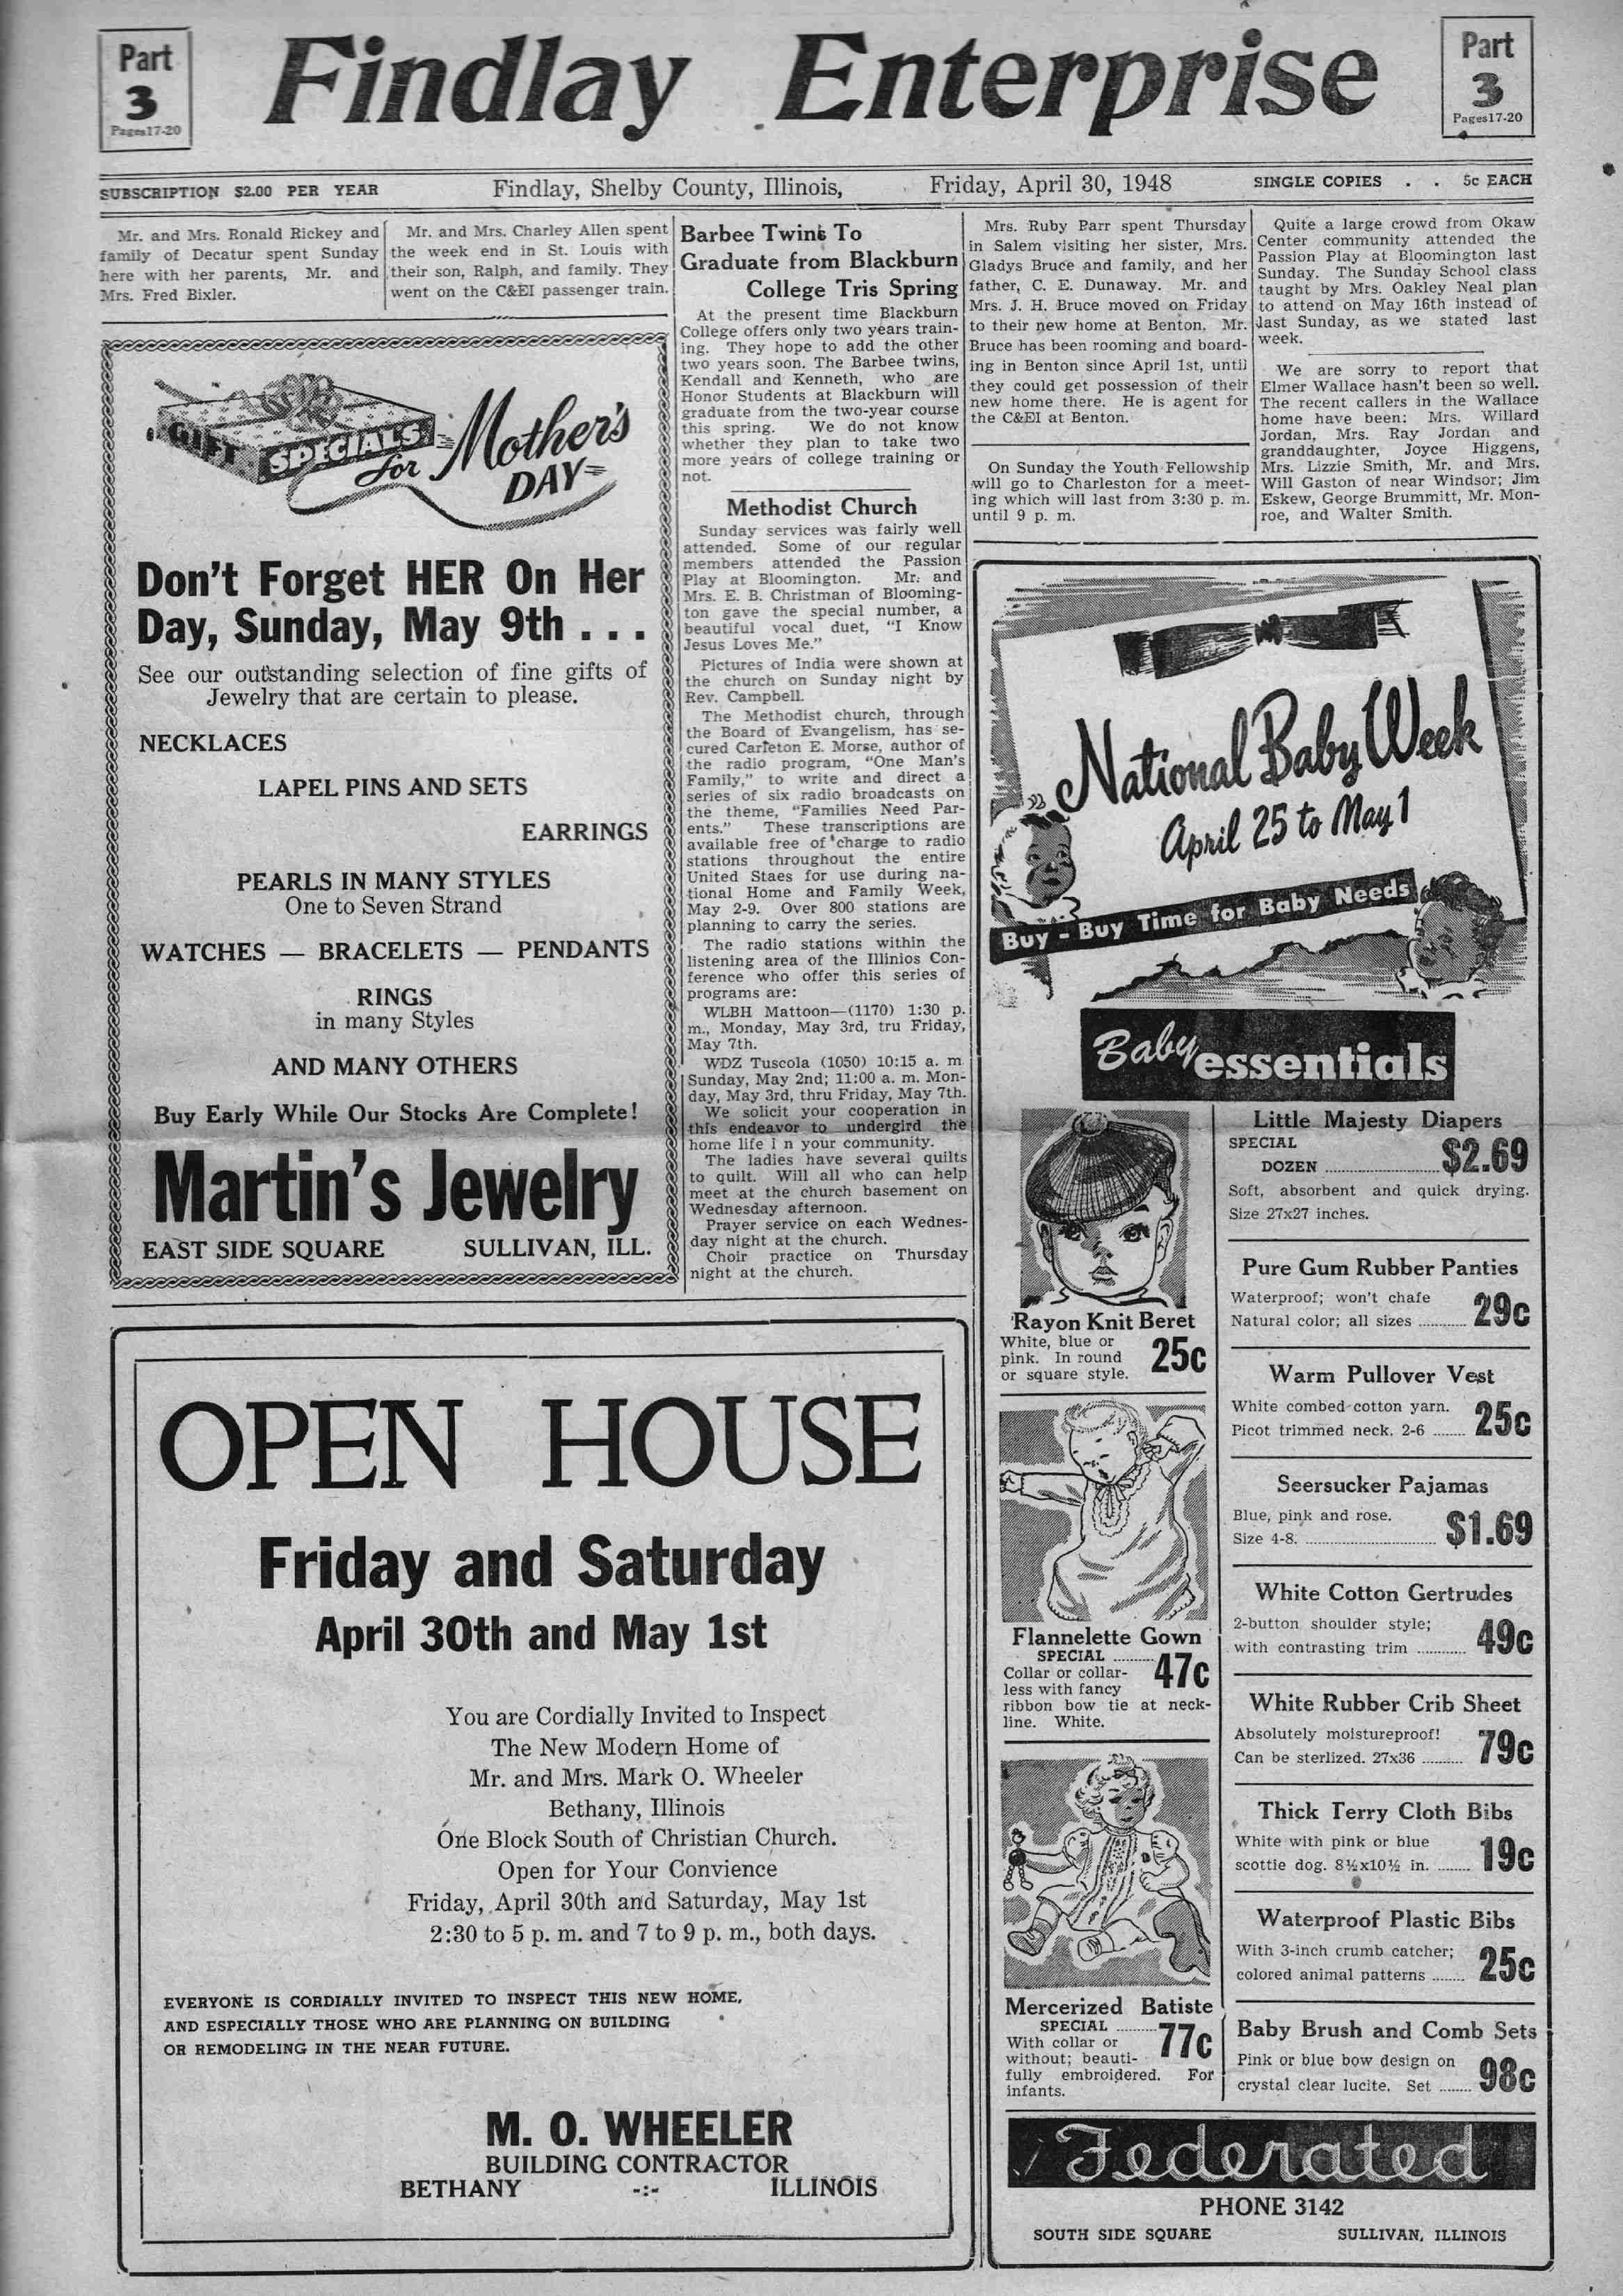 Part
3
Pages17-20
Findlay Enterprise
Part
3
Pages17-20
SUBSCRIPTION $2.00 PER YEAR
Findlay, Shelby County, Illinois,
Friday, April 30, 1948
SINGLE COPIES . . 5c EACH
Mr. and Mrs. Ronald Rickey and
family of Decatur spent Sunday
here with her parents, Mr. and
Mrs. Fred Bixler.
Mr. and Mrs. Charley Allen spent
the week end in St. Louis with
their son, Ralph, and family. They
went on the C&EI passenger train.
GIFT SPECIALS
for Mother's
DAY
Don't Forget HER On Her
Day, Sunday, May 9th . . .
See our outstanding selection of fine gifts of
Jewelry that are certain to please.
NECKLACES
LAPEL PINS AND SETS
EARRINGS
PEARLS IN MANY STYLES
One to Seven Strand
WATCHES — BRACELETS — PENDANTS
RINGS
in many Styles
AND MANY OTHERS
Buy Early While Our Stocks Are Complete!
Martin's Jewelry
EAST SIDE SQUARE SULLIVAN, ILL.
Barbee Twins To
Graduate from Blackburn
College Tris Spring
At the present time Blackburn
College offers only two years train-
ing. They hope to add the other
two years soon. The Barbee twins,
Kendall and Kenneth, who are
Honor Students at Blackburn will
graduate from the two-year course
this spring. We do not know
whether they plan to take two
more years of college training or
not.
Methodist Church
Sunday services was fairly well
attended. Some of our regular
members attended the Passion
Play at Bloomington. Mr. and
Mrs. E. B. Christman of Blooming-
ton gave the special number, a
beautiful vocal duet, "I Know
Jesus Loves Me."
Pictures of India were shown at
the church on Sunday night by
Rev. Campbell.
The Methodist church, through
the Board of Evangelism, has se-
cured Carleton E. Morse, author of
the radio program, "One Man's
Family," to write and direct a
series of six radio broadcasts on
the theme, "Families Need Par-
ents." These transcriptions are
available free of charge to radio
stations throughout the entire
United Staes for use during na-
tional Home and Family Week,
May 2-9. Over 800 stations are
planning to carry the series.
The radio stations within the
listening area of the Illinios Con-
ference who offer this series of
programs are:
WLBH Mattoon—(1170) 1:30 p.
m., Monday, May 3rd, tru Friday,
May 7th.
WDZ Tuscola (1050) 10:15 a. m.
Sunday, May 2nd; 11:00 a. m. Mon-
day, May 3rd, thru Friday, May 7th.
We solicit your cooperation in
this endeavor to undergird the
home life i n your community.
The ladies have several quilts
to quilt. Will all who can help
meet at the church basement on
Wednesday afternoon.
Prayer service on each Wednes-
day night at the church.
Choir practice on Thursday
night at the church.
Mrs. Ruby Parr spent Thursday
in Salem visiting her sister, Mrs.
Gladys Bruce and family, and her
father, C. E. Dunaway. Mr. and
Mrs. J. H. Bruce moved on Friday
to their new home at Benton. Mr.
Bruce has been rooming and board-
ing in Benton since April 1st, until
they could get possession of their
new home there. He is agent for
the C&EI at Benton.
On Sunday the Youth Fellowship
will go to Charleston for a meet-
ing which will last from 3:30 p. m.
until 9 p. m.
Quite a large crowd from Okaw
Center community attended the
Passion Play at Bloomington last
Sunday. The Sunday School class
taught by Mrs. Oakley Neal plan
to attend on May 16th instead of
last Sunday, as we stated last
week.
We are sorry to report that
Elmer Wallace hasn't been so well.
The recent callers in the Wallace
home have been: Mrs. Willard
Jordan, Mrs. Ray Jordan and
granddaughter, Joyce Higgens,
Mrs. Lizzie Smith, Mr. and Mrs.
Will Gaston of near Windsor; Jim
Eskew, George Brummitt, Mr. Mon-
roe, and Walter Smith.
OPEN HOUSE
Friday and Saturday
April 30th and May 1st
You are Cordially Invited to Inspect
The New Modern Home of
Mr. and Mrs. Mark O. Wheeler
Bethany, Illinois
One Block South of Christian Church.
Open for Your Convience
Friday, April 30th and Saturday, May 1st
2:30 to 5 p. m. and 7 to 9 p. m., both days.
EVERYONE IS CORDIALLY INVITED TO INSPECT THIS NEW HOME,
AND ESPECIALLY THOSE WHO ARE PLANNING ON BUILDING
OR REMODELING IN THE NEAR FUTURE.
M. O. WHEELER
BUILDING CONTRACTOR
BETHANY -:- ILLINOIS
National Baby Week
April 25 to May 1
Buy - Buy Time for Baby Needs
Baby essentials
Rayon Knit Beret
White, blue or
pink. In round
or square style.
25c
Flannelette Gown
SPECIAL ..........
47c
Collar or collar-
less with fancy
ribbon bow tie at neck-
line. White.
Mercerized Batiste
SPECIAL ..........
77c
With collar or
without; beauti-
fully embroidered. For
infants.
Little Majesty Diapers
SPECIAL
DOZEN .......................... $2.69
Soft, absorbent and quick drying.
Size 27x27 inches.
Pure Gum Rubber Panties
Waterproof; won't chafe
Natural color; all sizes ........... 29c
Warm Pullover Vest
White combed cotton yarn.
Picot trimmed neck. 2-6 ........ 25c
Seersucker Pajamas
Blue, pink and rose.
Size 4-8. ................................ $1.69
White Cotton Gertrudes
2-button shoulder style;
with contrasting trim ............ 49c
White Rubber Crib Sheet
Absolutely moistureproof!
Can be sterlized. 27x36 .......... 79c
Thick Terry Cloth Bibs
White with pink or blue
scottie dog. 8½x10½ in. ........ 19c
Waterproof Plastic Bibs
With 3-inch crumb catcher;
colored animal patterns ........ 25c
Baby Brush and Comb Sets
Pink or blue bow design on
crystal clear lucite. Set ........ 98c
Federated
PHONE 3142
SOUTH SIDE SQUARE SULLIVAN, ILLINOIS